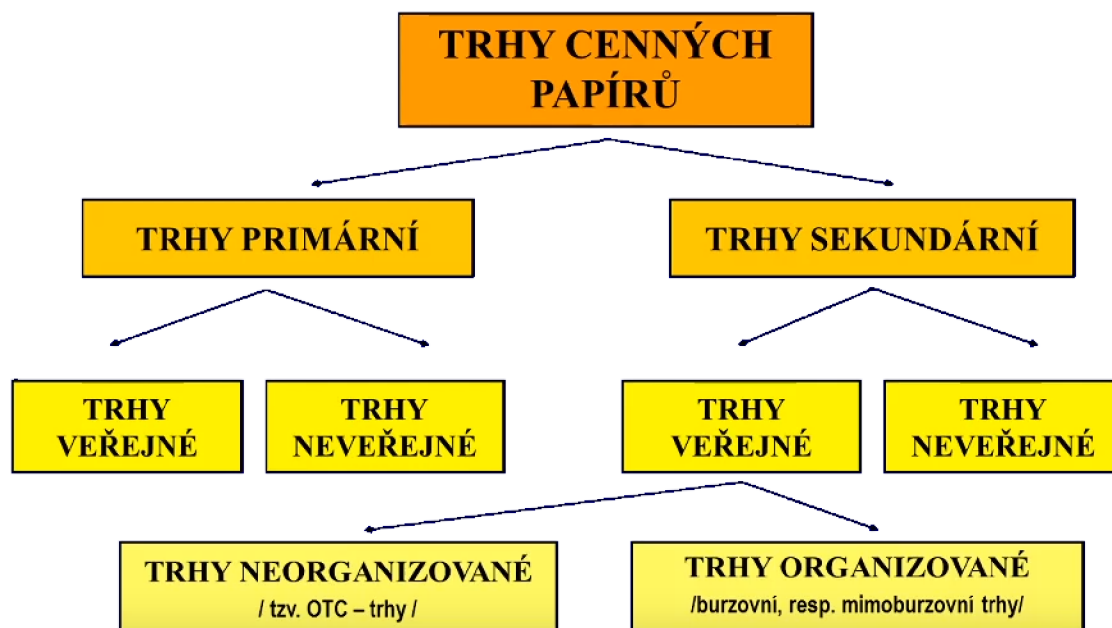 TRHY CENNÝCH
PAPÍRŮ
TRHY PRIMÁRNÍ
TRHY SEKUNDÁRNÍ
TRHY
VEŘEJNÉ
TRHY
NEVEŘEJNÉ
TRHY
VEŘEJNÉ
TRHY
NEVEŘEJNÉ
TRHY NEORGANIZOVANÉ
/ tzv. OTC – trhy /
TRHY ORGANIZOVANÉ
/burzovní, resp. mimoburzovní trhy/